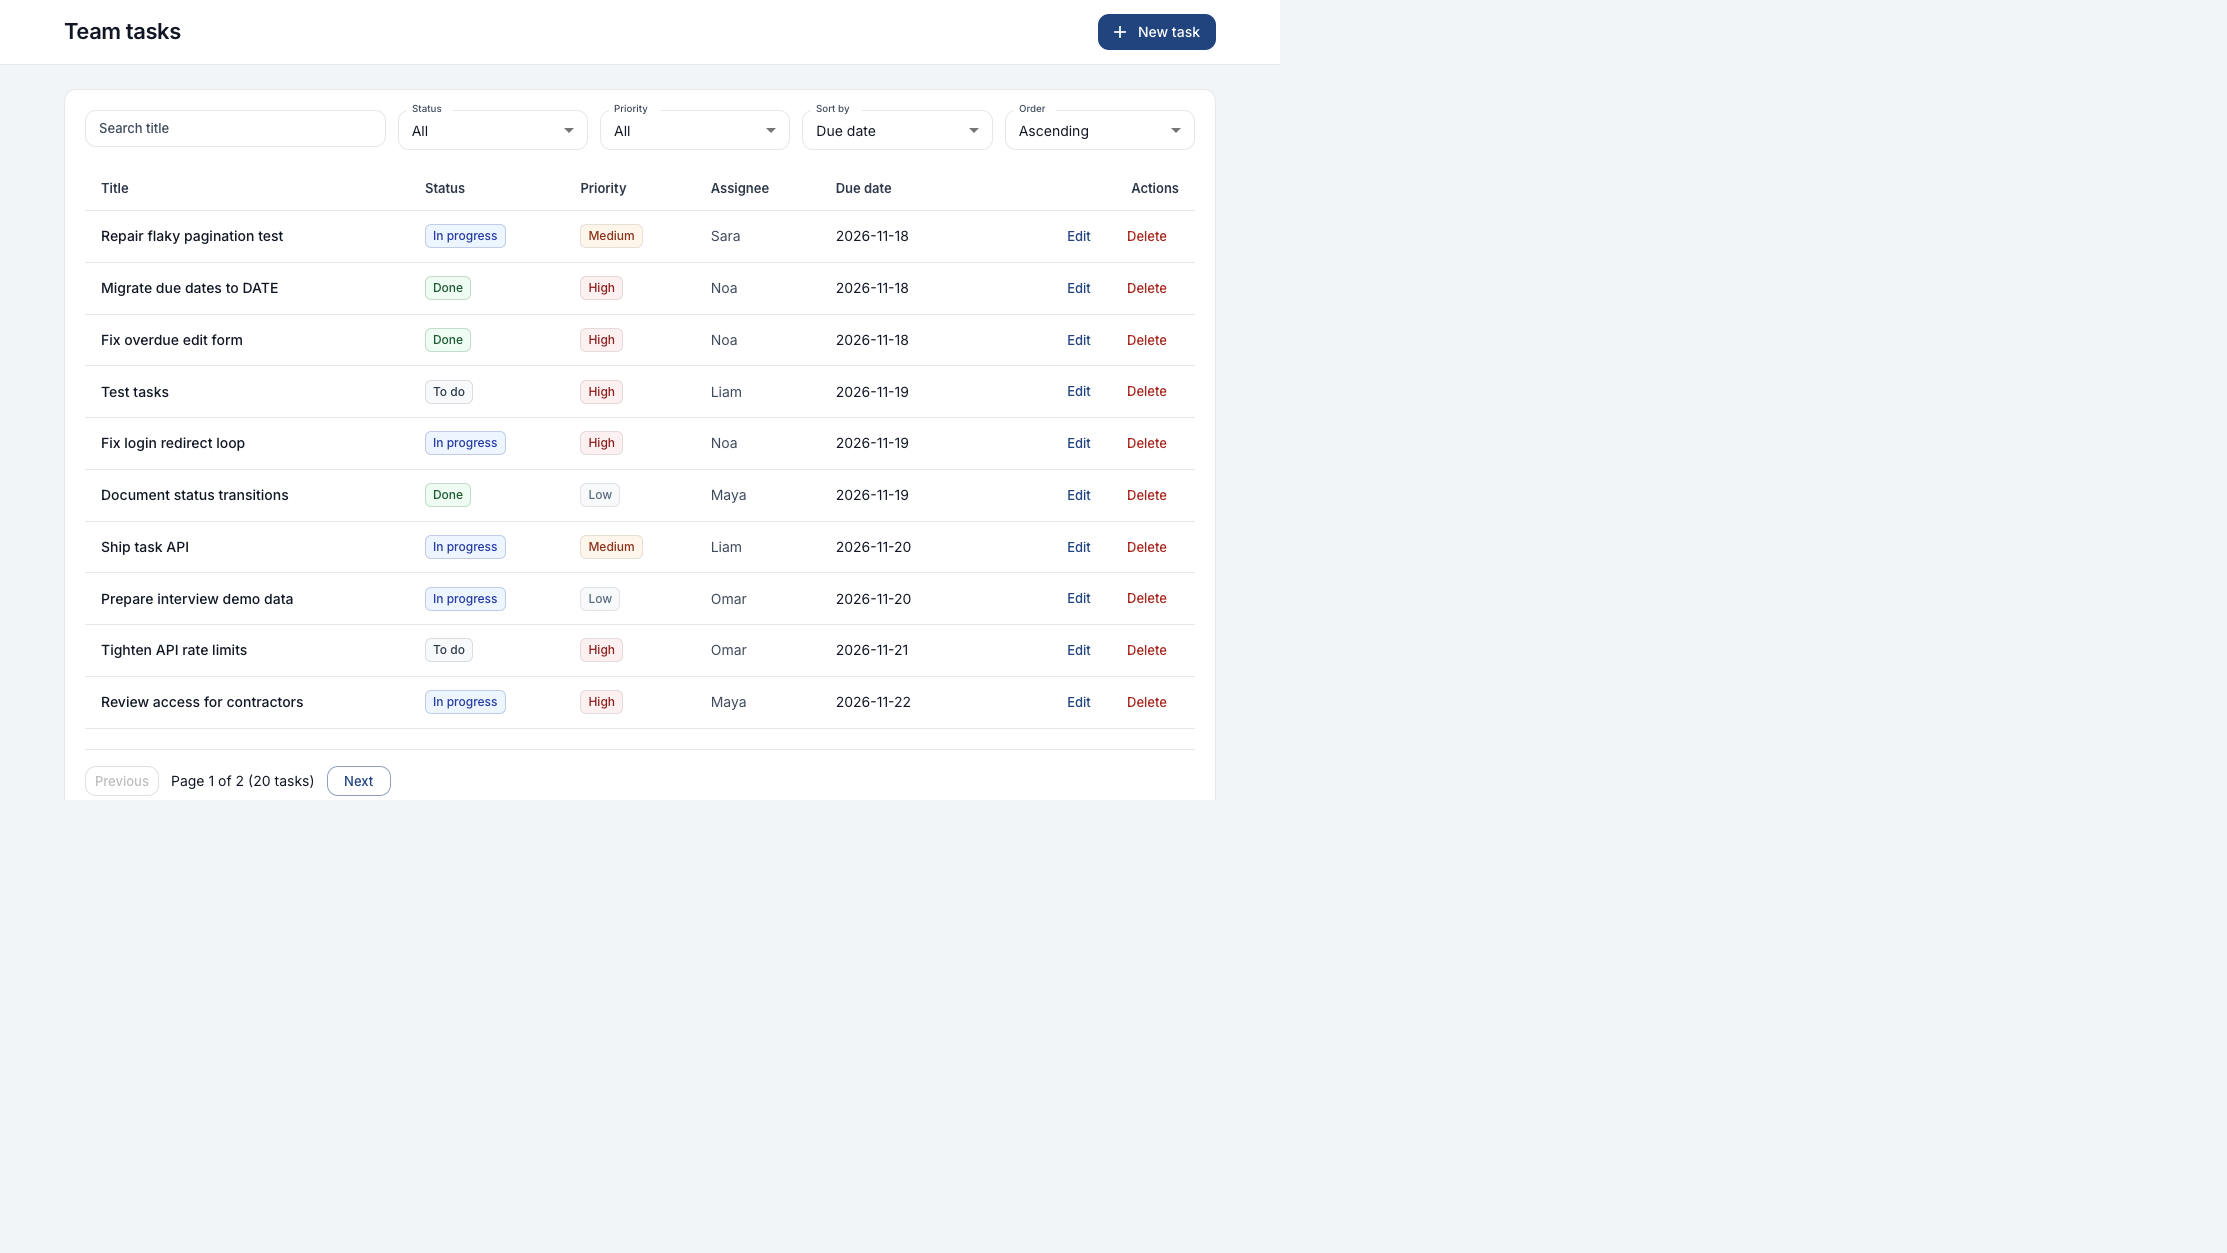 Team tasks
New task
Status Priority Sort by Order
Search title All All Due date Ascending
Title Status Priority Assignee Due date Actions
Repair flaky pagination test In progress Medium Sara 2026-11-18 Edit Delete
Migrate due dates to DATE Done High Noa 2026-11-18 Edit Delete
Fix overdue edit form Done High Noa 2026-11-18 Edit Delete
Test tasks To do High Liam 2026-11-19 Edit Delete
Fix login redirect loop In progress High Noa 2026-11-19 Edit Delete
Document status transitions Done Low Maya 2026-11-19 Edit Delete
Ship task API In progress Medium Liam 2026-11-20 Edit Delete
Prepare interview demo data In progress Low Omar 2026-11-20 Edit Delete
Tighten API rate limits To do High Omar 2026-11-21 Edit Delete
Review access for contractors In progress High Maya 2026-11-22 Edit Delete
Previous Page 1 of 2 (20 tasks) Next